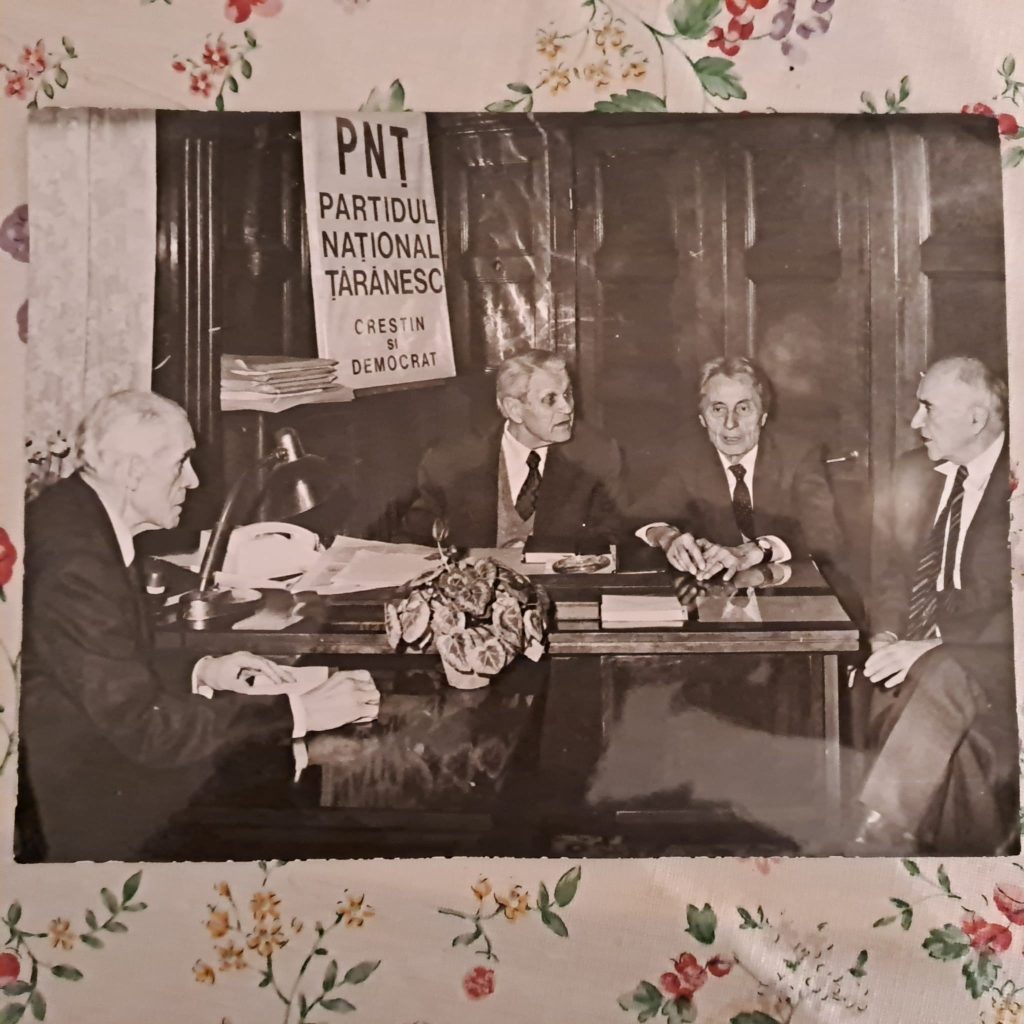 PNȚ
PARTIDUL
NAȚIONAL
ȚĂRĂNESC
CREȘTIN
ȘI
DEMOCRAT